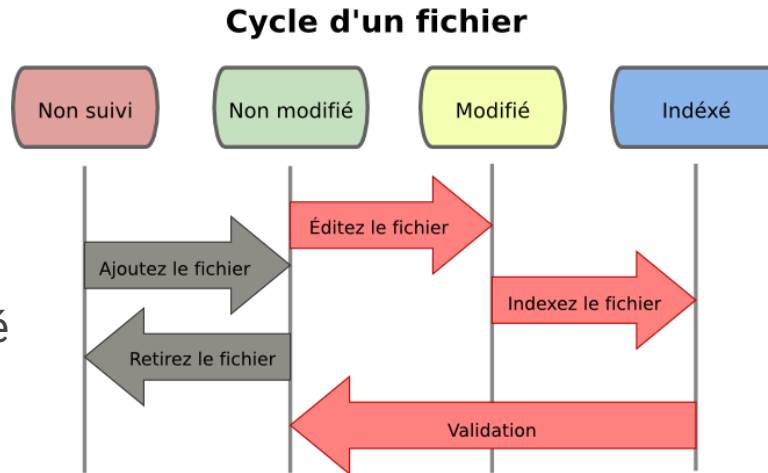 Cycle d'un fichier
Non suivi
Non modifié
Modifié
Indéxé
Éditez le fichier
Ajoutez le fichier
Indexez le fichier
é
Retirez le fichier
Validation